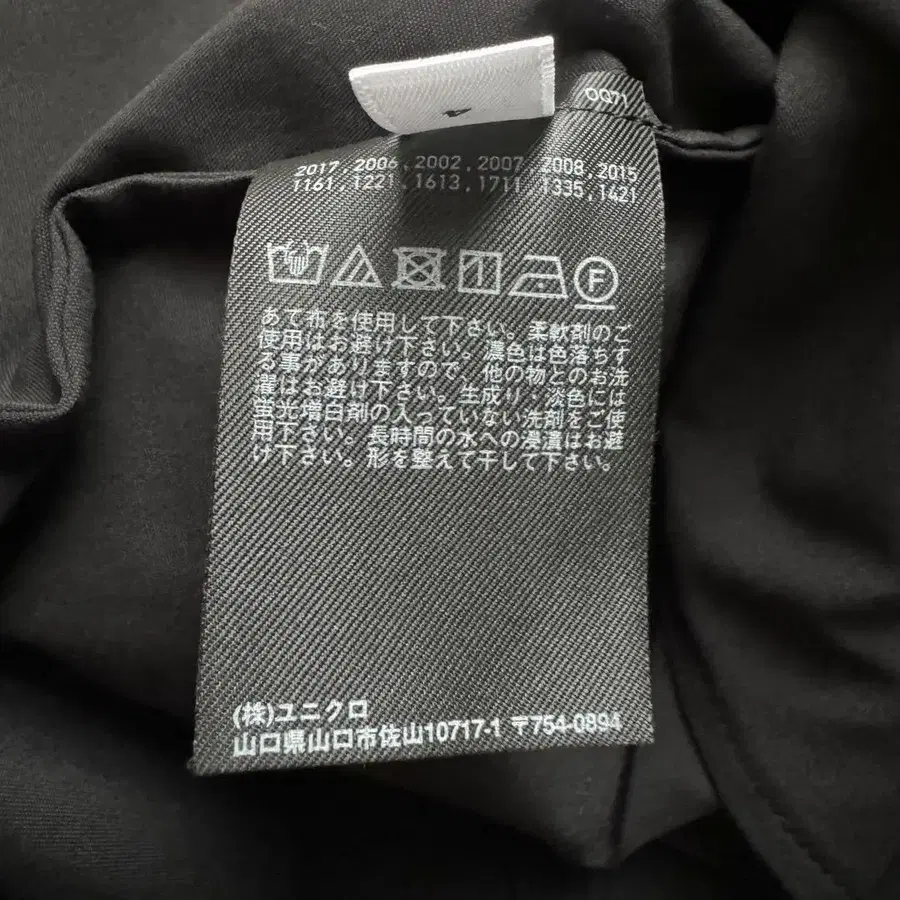 OQ71
2017,2006,2002,2007,2008,2015
1161,1221,1613,1711,1335,1421
F
あて布を使用して下さい。柔軟剤のご
使用はお避け下さい。濃色は色落ちす
る事がありますので、他の物とのお洗
濯はお避け下さい。生成り・淡色には
蛍光増白剤の入っていない洗剤をご使
用下さい。長時間の水への浸漬はお避
け下さい。形を整えて干して下さい。
(株)ユニクロ
山口県山口市佐山10717-1 〒754-0894